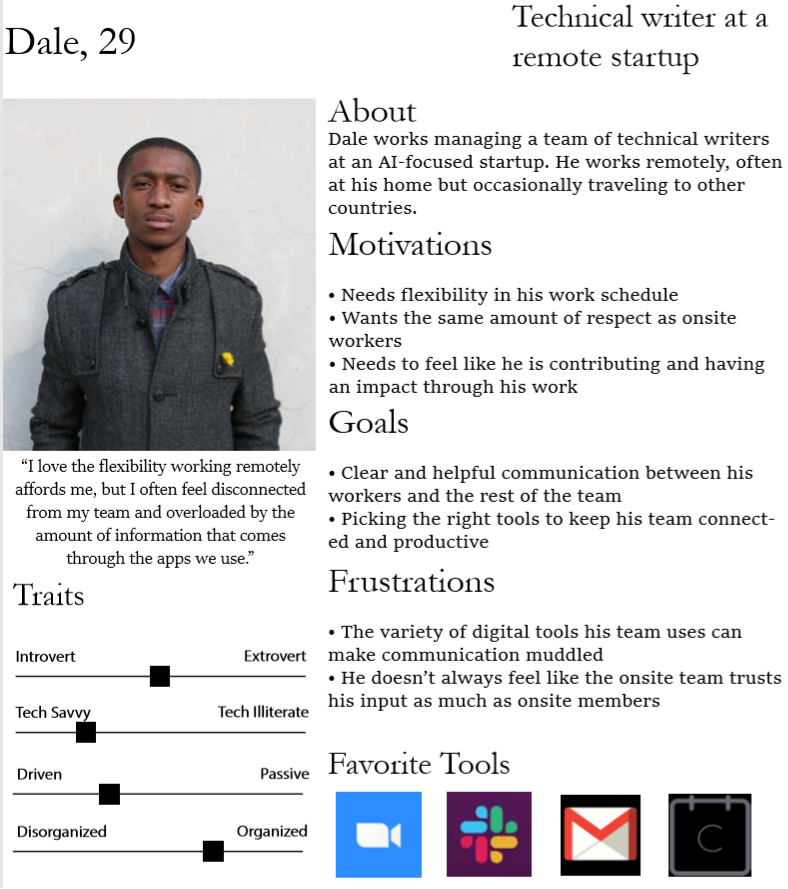 Dale, 29
Technical writer at a
remote startup
About
Dale works managing a team of technical writers
at an AI-focused startup. He works remotely, often
at his home but occasionally traveling to other
countries.
Motivations
• Needs flexibility in his work schedule
• Wants the same amount of respect as onsite
workers
• Needs to feel like he is contributing and having
an impact through his work
Goals
• Clear and helpful communication between his
workers and the rest of the team
• Picking the right tools to keep his team connect-
ed and productive
Frustrations
• The variety of digital tools his team uses can
make communication muddled
• He doesn’t always feel like the onsite team trusts
his input as much as onsite members
Favorite Tools
C
“I love the flexibility working remotely
affords me, but I often feel disconnected
from my team and overloaded by the
amount of information that comes
through the apps we use.”
Traits
Introvert Extrovert
Tech Savvy Tech Illiterate
Driven Passive
Disorganized Organized